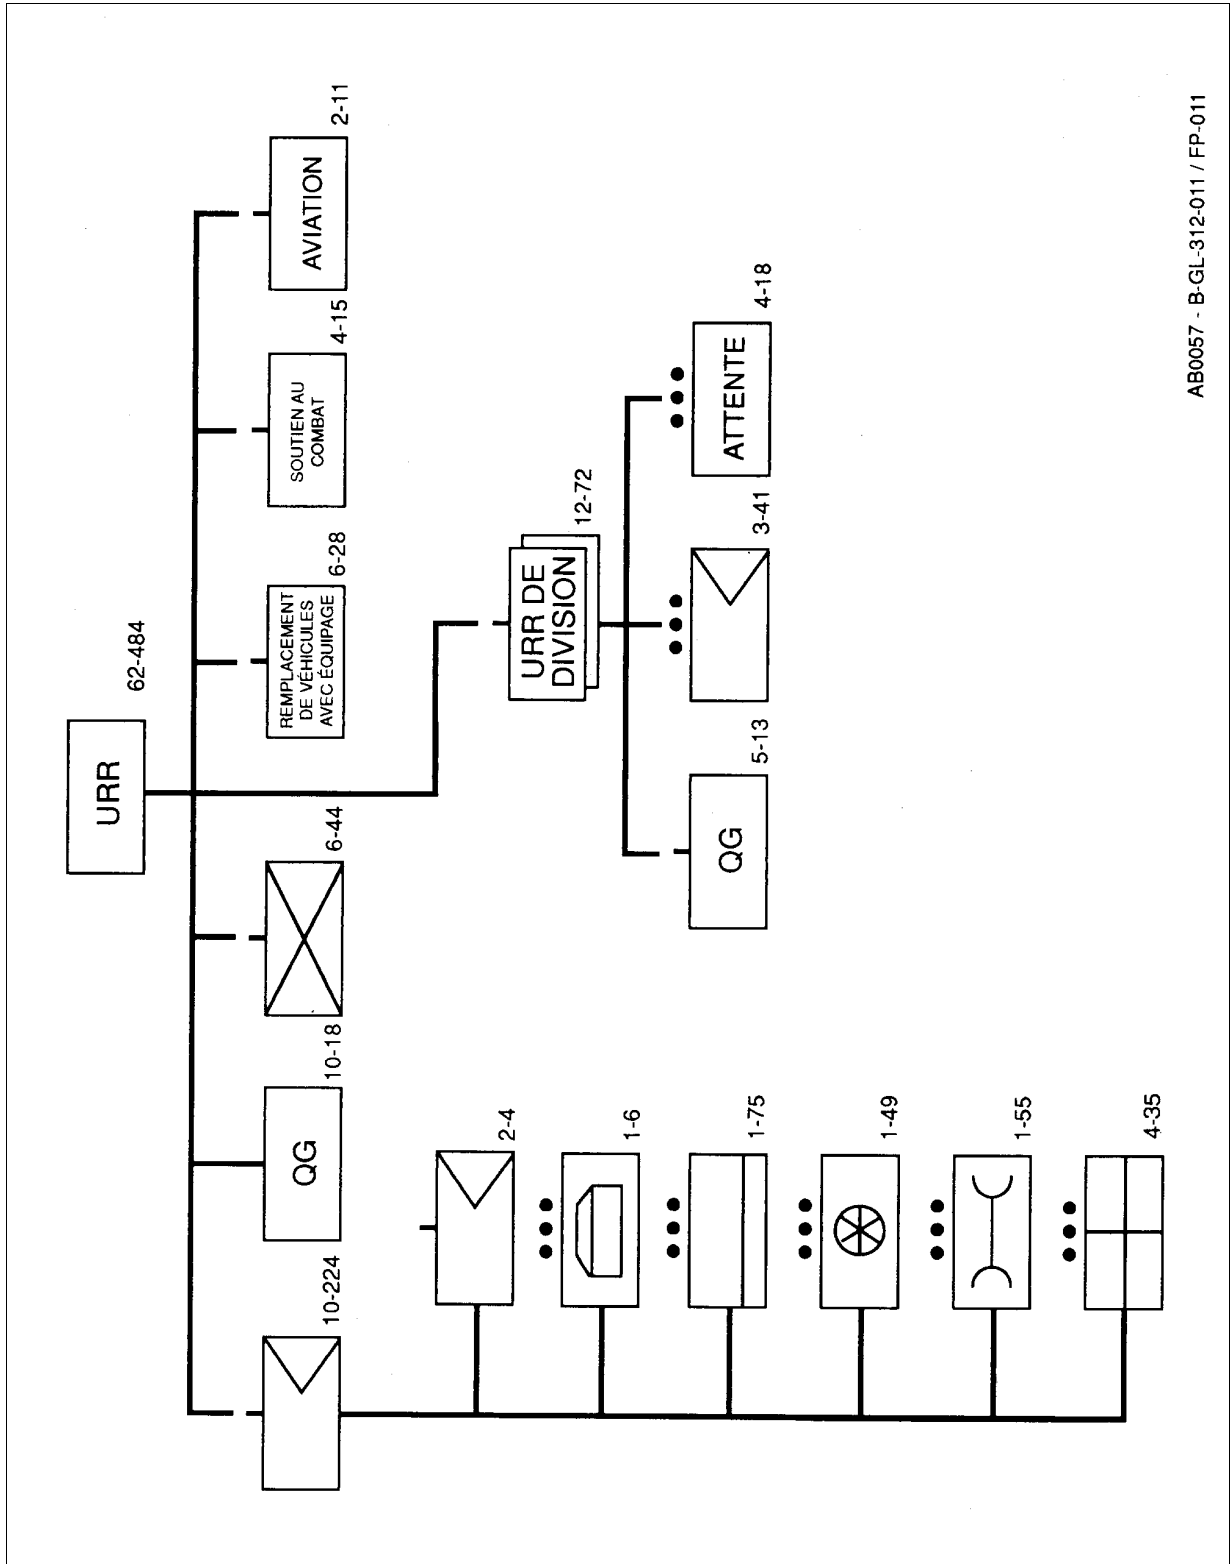 URR
62-484
10-224
QG
10-18
6-44
REMPLACEMENT
DE VÉHICULES
AVEC ÉQUIPAGE
6-28
SOUTIEN AU
COMBAT
4-15
AVIATION
2-11
URR DE
DIVISION
12-72
QG
5-13
3-41
ATTENTE
4-18
2-4
1-6
1-75
1-49
1-55
4-35
AB0057 - B-GL-312-011 / FP-011